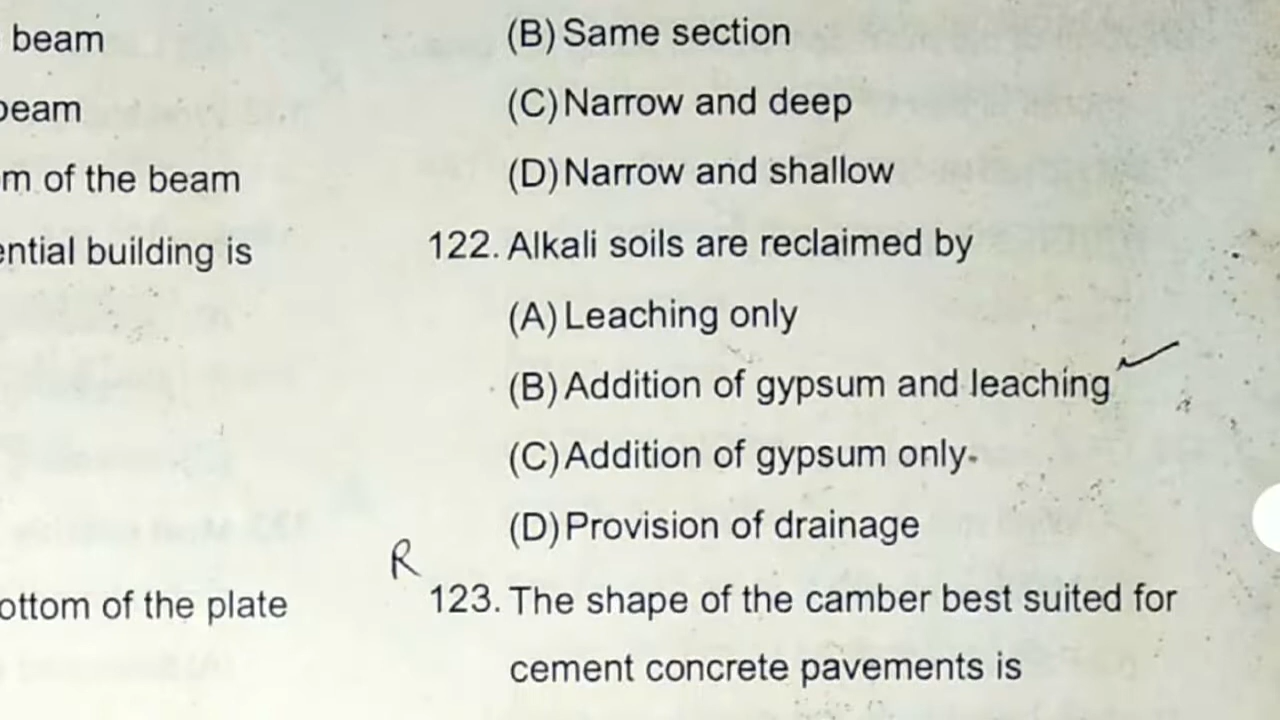 beam
beam
m of the beam
ential building is
ottom of the plate
(B) Same section
(C) Narrow and deep
(D) Narrow and shallow
122. Alkali soils are reclaimed by
(A) Leaching only
(B) Addition of gypsum and leaching
(C) Addition of gypsum only
(D) Provision of drainage
R
123. The shape of the camber best suited for
cement concrete pavements is